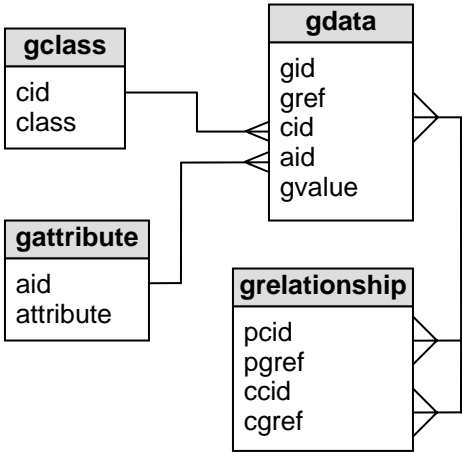 gclass
cid
class
gdata
gid
gref
cid
aid
gvalue
gattribute
aid
attribute
grelationship
pcid
pgref
ccid
cgref